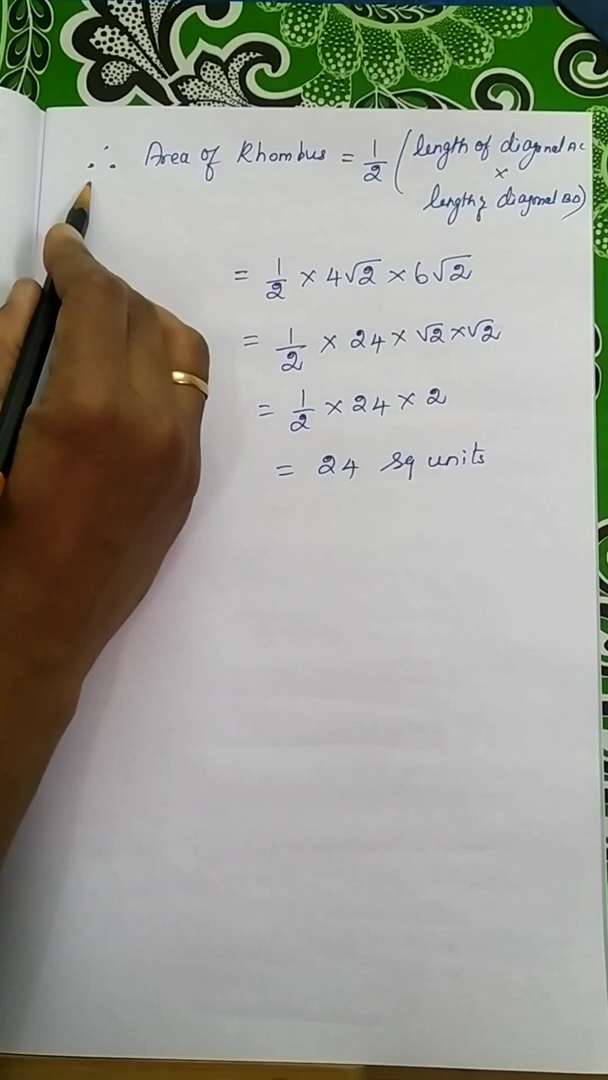 ∴ Area of Rhombus = 1/2 (length of diagonal AC
×
length of diagonal BD)
= 1/2 × 4√2 × 6√2
= 1/2 × 24 × √2 × √2
= 1/2 × 24 × 2
= 24 sq units